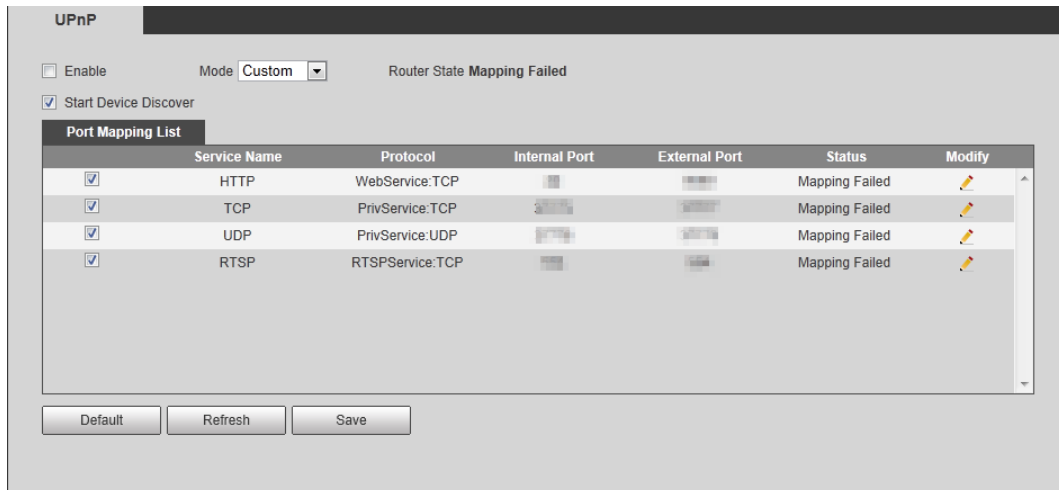 UPnP
Enable Mode Custom Router State Mapping Failed
Start Device Discover
Port Mapping List
Service Name Protocol Internal Port External Port Status Modify
HTTP WebService:TCP Mapping Failed
TCP PrivService:TCP Mapping Failed
UDP PrivService:UDP Mapping Failed
RTSP RTSPService:TCP Mapping Failed
Default Refresh Save